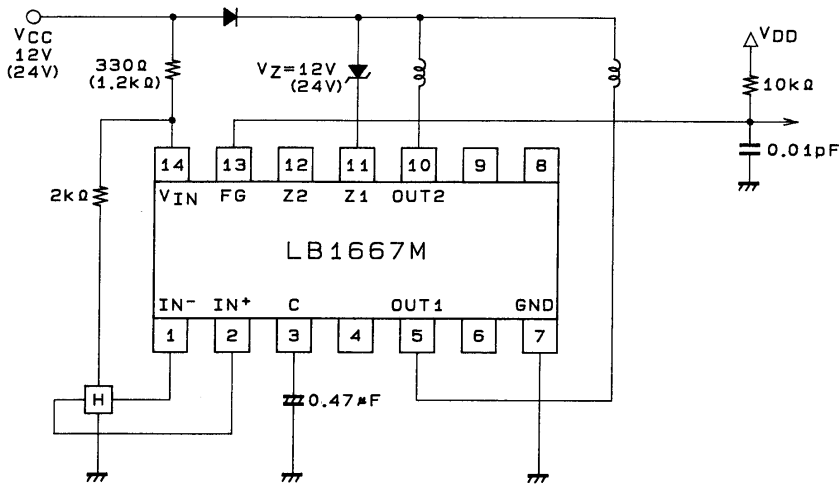 VCC
12V
(24V)
330Ω
(1.2kΩ)
VZ=12V
(24V)
VDD
10kΩ
0.01pF
2kΩ
14 13 12 11 10 9 8
VIN FG Z2 Z1 OUT2
LB1667M
IN- IN+ C OUT1 GND
1 2 3 4 5 6 7
H
0.47μF